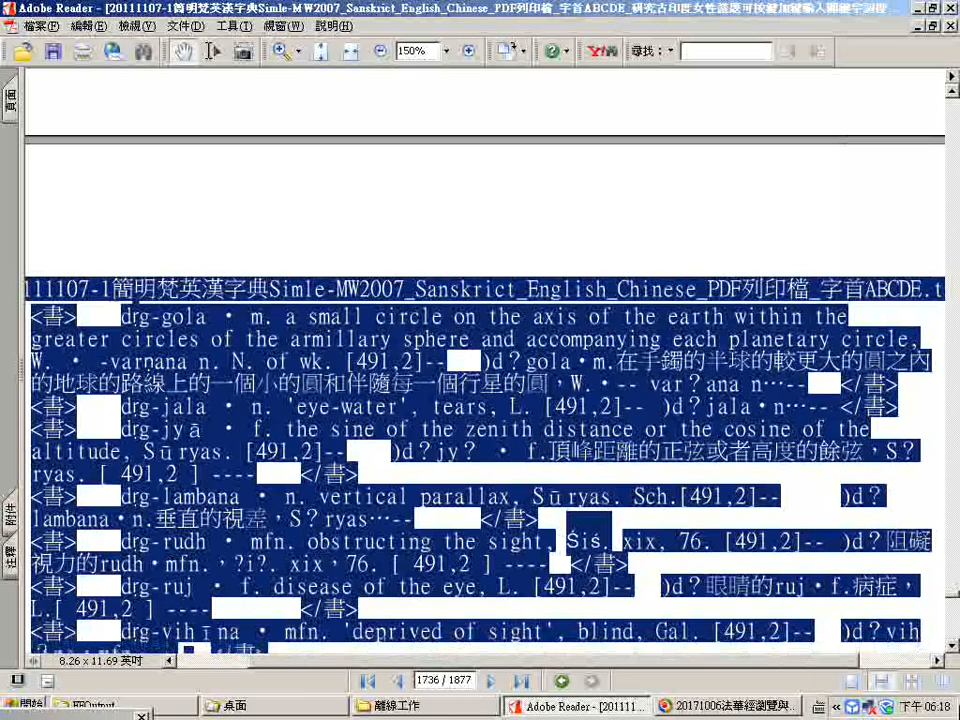 Adobe Reader - [20111107-1簡明梵英漢字典Simle-MW2007_Sanskrict_English_Chinese_PDF列印檔_字首ABCDE_研究古印度女性議題可按鍵
檔案(F) 編輯(E) 檢視(V) 文件(D) 工具(T) 視窗(W) 說明(H)
150% 尋找:
頁面
附件
注釋
111107-1簡明梵英漢字典Simle-MW2007_Sanskrict_English_Chinese_PDF列印檔_字首ABCDE.t
<書> dṛg-gola • m. a small circle on the axis of the earth within the
greater circles of the armillary sphere and accompanying each planetary circle,
W. • -varṇana n. N. of wk. [491,2]-- )d?gola•m.在手鐲的半球的較更大的圓之內
的地球的路線上的一個小的圓和伴隨每一個行星的圓，W.•-- var?ana n…-- </書>
<書> dṛg-jala • n. 'eye-water', tears, L. [491,2]-- )d?jala•n…-- </書>
<書> dṛg-jyā • f. the sine of the zenith distance or the cosine of the
altitude, Sūryas. [491,2]-- )d?jy? • f.頂峰距離的正弦或者高度的餘弦，S?
ryas. [ 491,2 ] ---- </書>
<書> dṛg-lambana • n. vertical parallax, Sūryas. Sch.[491,2]-- )d?
lambana•n.垂直的視差，S?ryas…-- </書>
<書> dṛg-rudh • mfn. obstructing the sight, Śiś. xix, 76. [491,2]-- )d?阻礙
視力的rudh•mfn.，?i?. xix，76. [ 491,2 ] ---- </書>
<書> dṛg-ruj • f. disease of the eye, L. [491,2]-- )d?眼睛的ruj•f.病症，
L.[ 491,2 ] ---- </書>
<書> dṛg-vihīna • mfn. 'deprived of sight', blind, Gal. [491,2]-- )d?vih
8.26 x 11.69 英吋
1736 / 1877
開始 FFOutput 桌面 離線工作 Adobe Reader - [201111... 20171006法華經瀏覽與... 下午 06:18